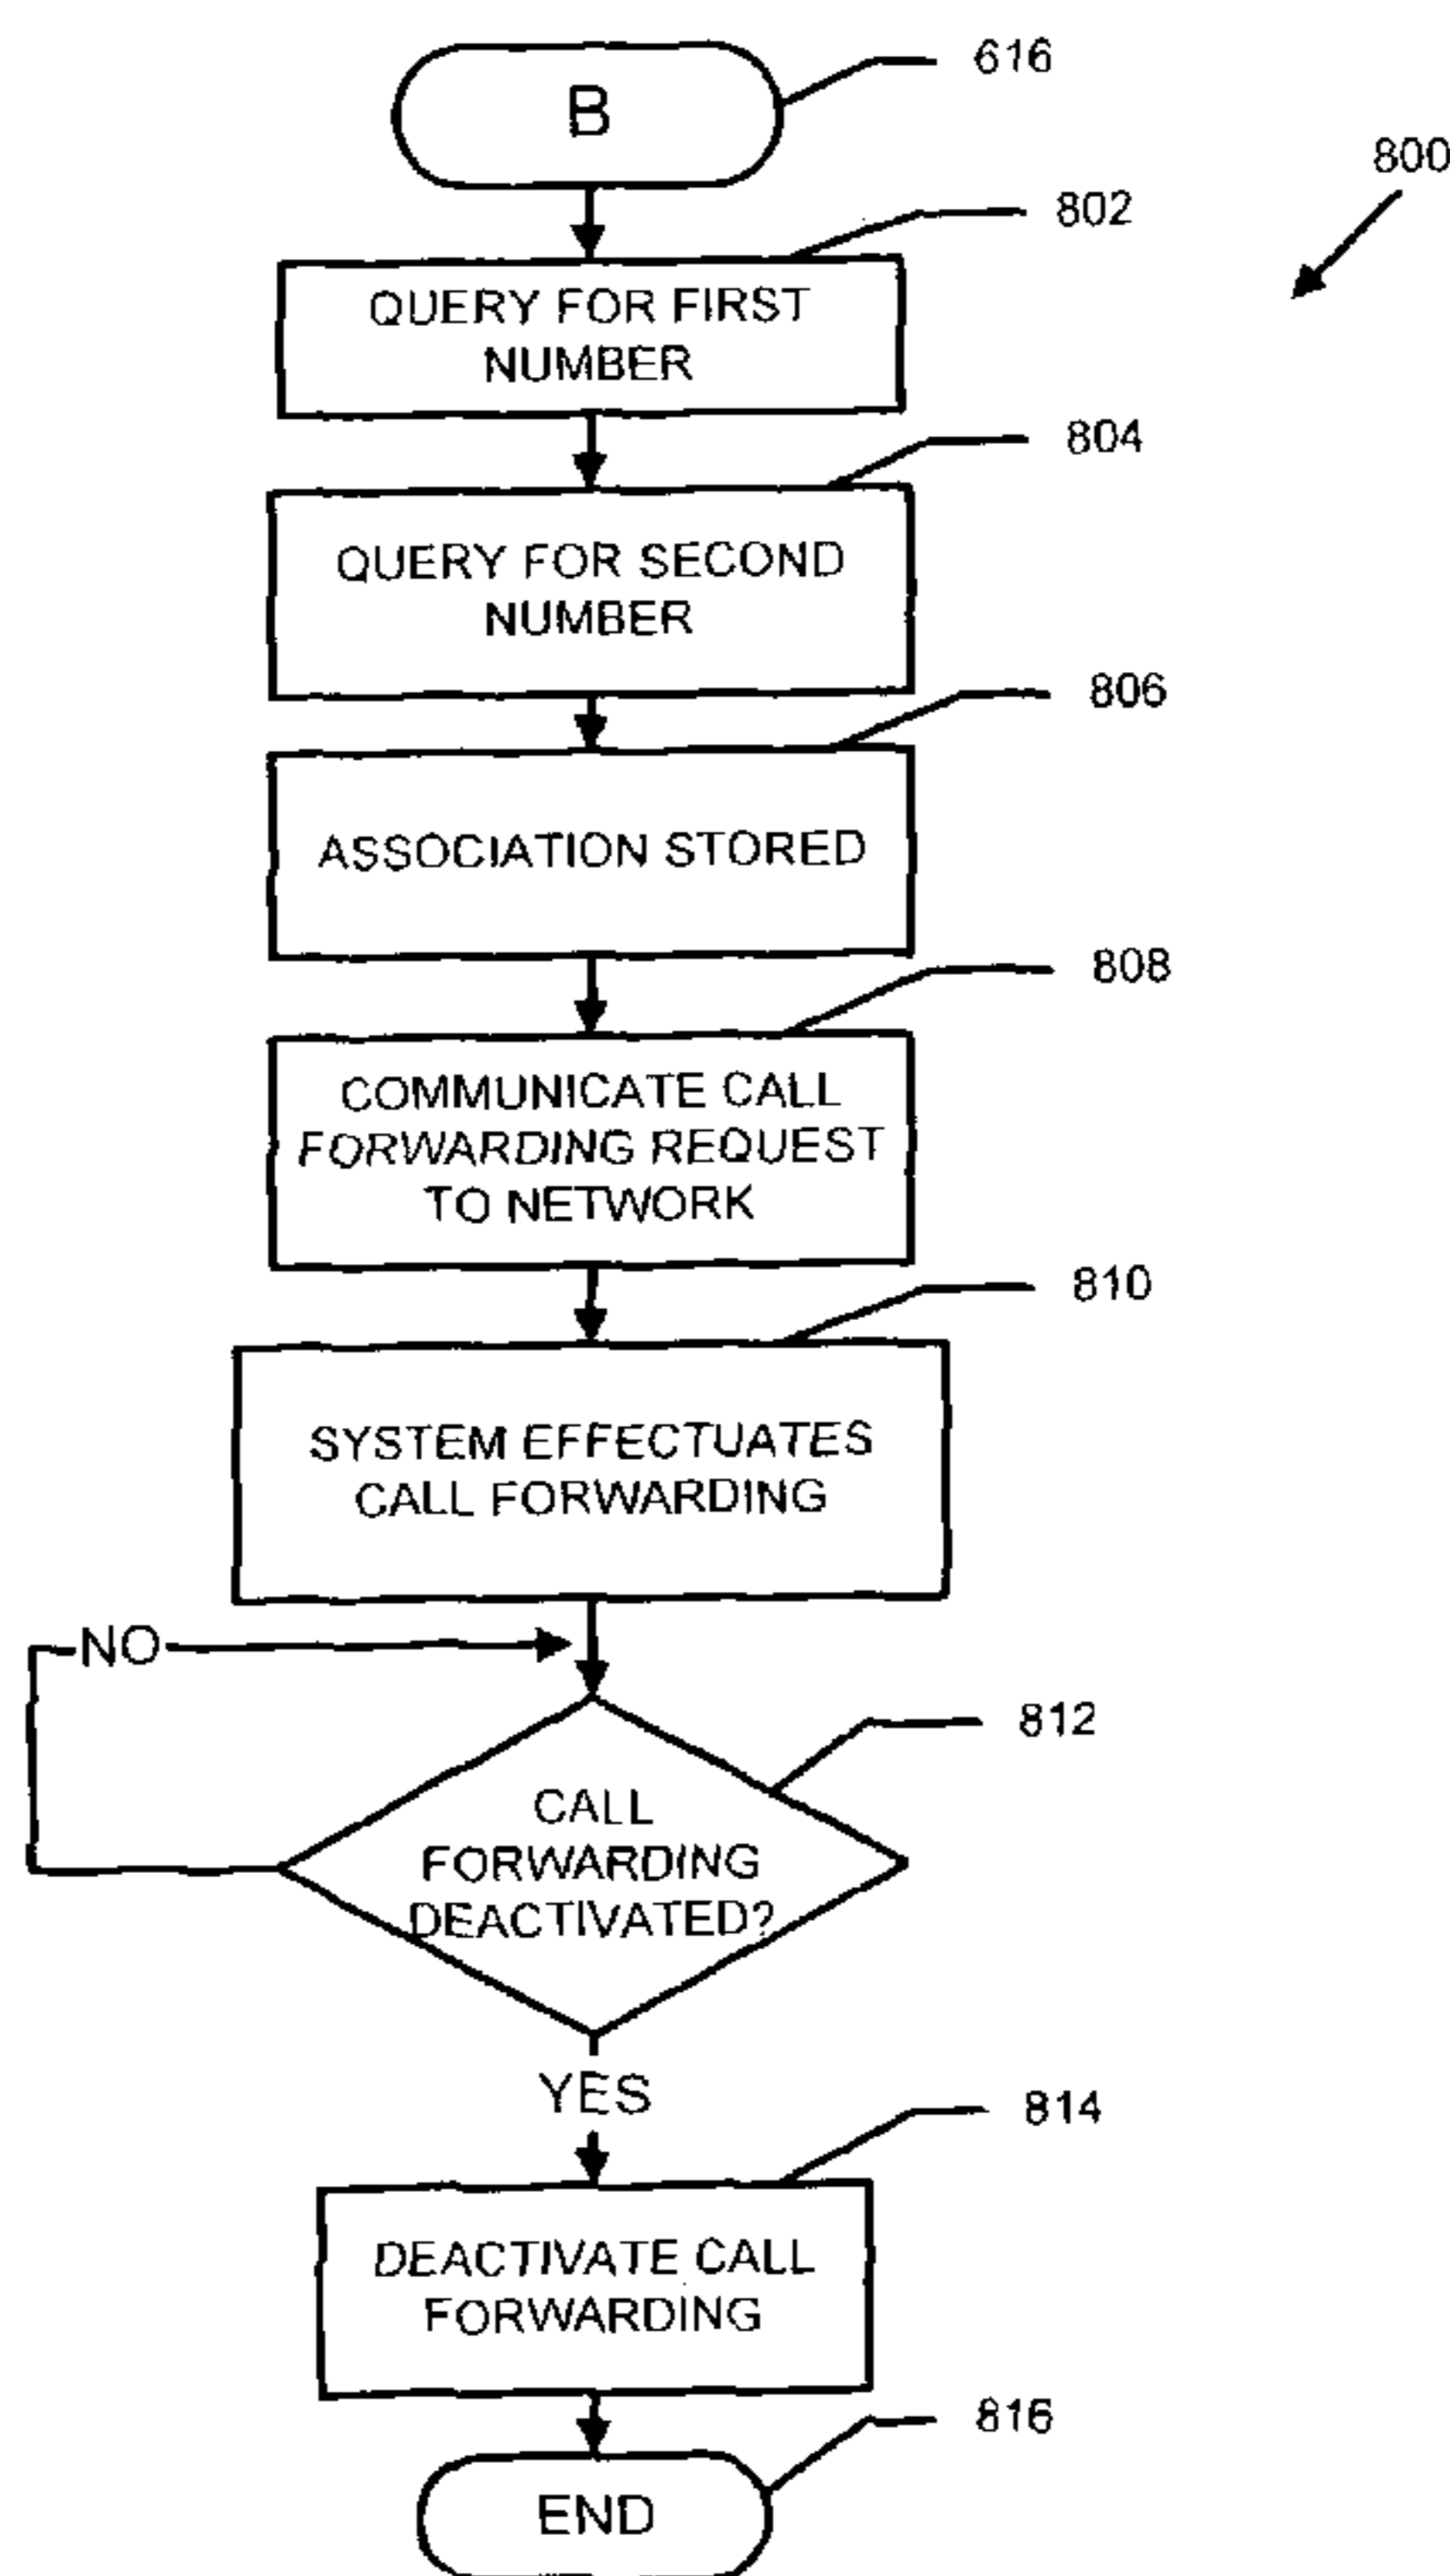 B
616
800
802
QUERY FOR FIRST
NUMBER
804
QUERY FOR SECOND
NUMBER
806
ASSOCIATION STORED
808
COMMUNICATE CALL
FORWARDING REQUEST
TO NETWORK
810
SYSTEM EFFECTUATES
CALL FORWARDING
NO
812
CALL
FORWARDING
DEACTIVATED?
YES
814
DEACTIVATE CALL
FORWARDING
816
END